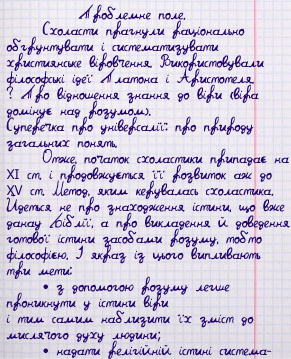 Проблемне поле.
Схоласти прагнули раціонально
обгрунтувати і систематизувати
християнське віровчення. Використовували
філософські ідеї Платона і Арістотеля
? Про відношення знання до віри (віра
домінує над розумом).
Суперечка про універсалії: про природу
загальних понять.
Отже, початок схоластики припадає на
XI ст. і продовжується її розвиток аж до
XV ст. Метод, яким керувалась схоластика.
Йдеться не про знаходження істини, що вже
дана у Біблії, а про викладення й доведення
готової істини засобами розуму, тобто
філософією. І якраз із цього випливають
три мети:
• з допомогою розуму легше
проникнути у істини віри
і тим самим наблизити їх зміст до
мислячого духу людини;
• надати релігійній істині система-